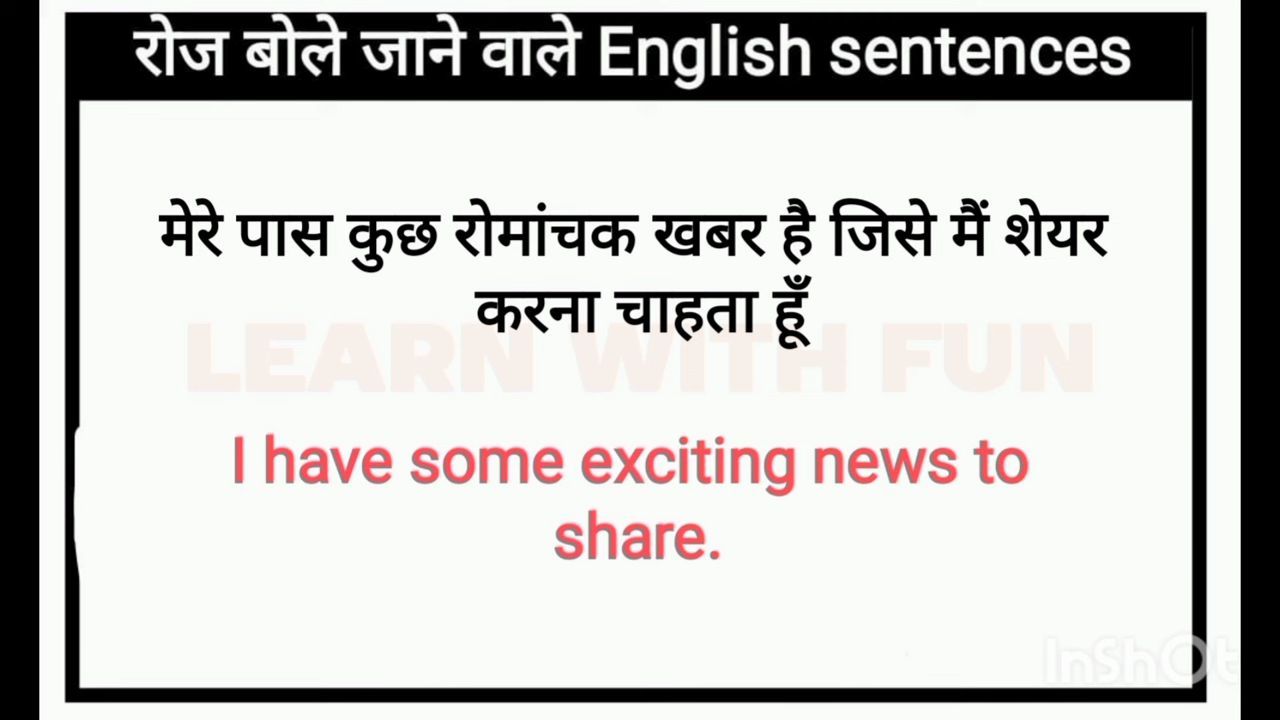 रोज बोले जाने वाले English sentences
मेरे पास कुछ रोमांचक खबर है जिसे मैं शेयर
करना चाहता हूँ
LEARN WITH FUN
I have some exciting news to
share.
InShOt